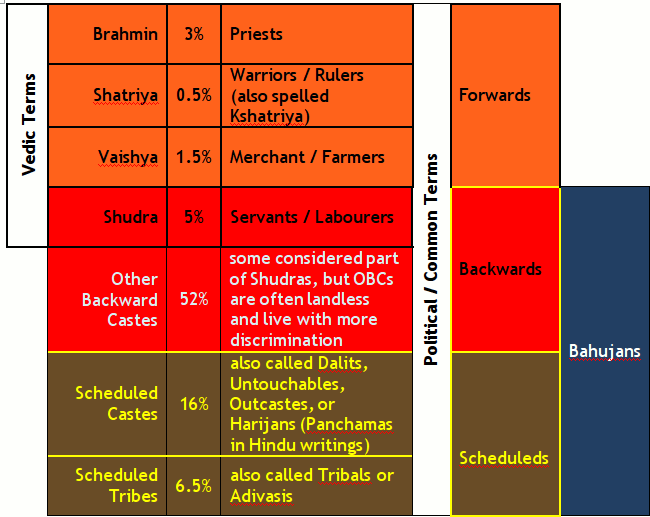 Vedic Terms
Brahmin 3% Priests
Shatriya 0.5% Warriors / Rulers
(also spelled
Kshatriya)
Vaishya 1.5% Merchant / Farmers
Shudra 5% Servants / Labourers
Other
Backward
Castes
52%
some considered part
of Shudras, but OBCs
are often landless
and live with more
discrimination
Scheduled
Castes
16%
also called Dalits,
Untouchables,
Outcastes, or
Harijans (Panchamas
in Hindu writings)
Scheduled
Tribes
6.5%
also called Tribals or
Adivasis
Political / Common Terms
Forwards
Backwards
Scheduleds
Bahujans